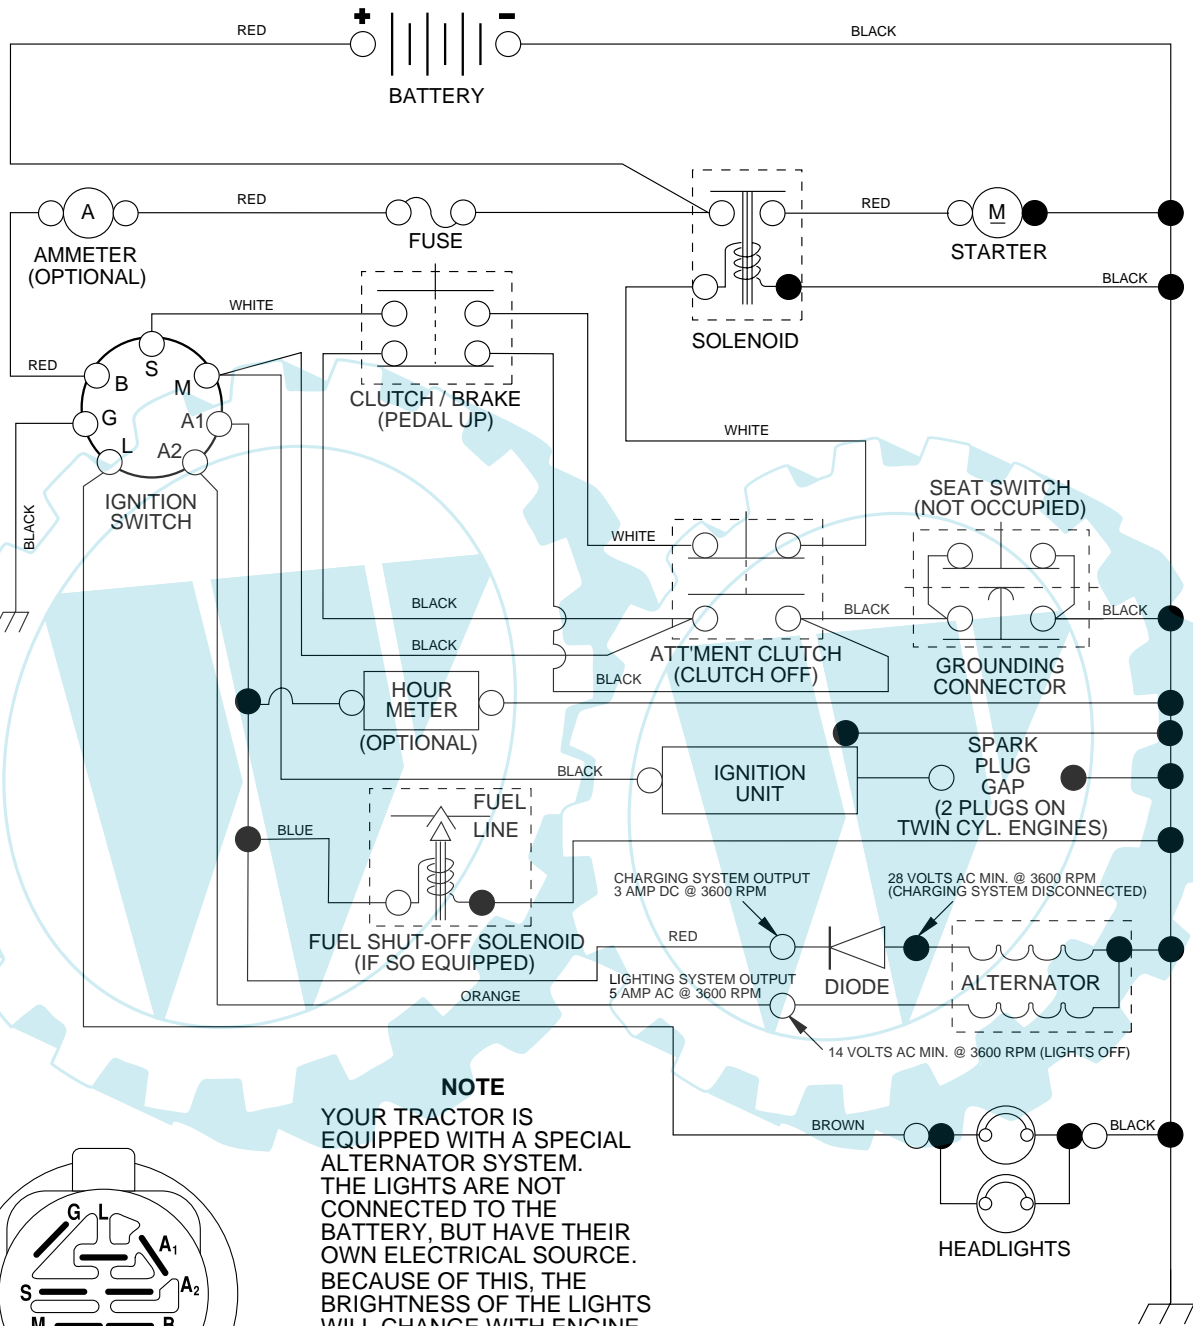 + −
RED
BLACK
BATTERY
RED
A
AMMETER
(OPTIONAL)
FUSE
RED
M
STARTER
BLACK
SOLENOID
WHITE
RED
S
B
M
G
A1
L
A2
IGNITION
SWITCH
BLACK
CLUTCH / BRAKE
(PEDAL UP)
WHITE
SEAT SWITCH
(NOT OCCUPIED)
WHITE
BLACK
BLACK
BLACK
BLACK
ATT'MENT CLUTCH
(CLUTCH OFF)
BLACK
GROUNDING
CONNECTOR
HOUR
METER
(OPTIONAL)
BLACK
IGNITION
UNIT
SPARK
PLUG
GAP
(2 PLUGS ON
TWIN CYL. ENGINES)
FUEL
LINE
BLUE
FUEL SHUT-OFF SOLENOID
(IF SO EQUIPPED)
CHARGING SYSTEM OUTPUT
3 AMP DC @ 3600 RPM
28 VOLTS AC MIN. @ 3600 RPM
(CHARGING SYSTEM DISCONNECTED)
RED
DIODE
ALTERNATOR
LIGHTING SYSTEM OUTPUT
5 AMP AC @ 3600 RPM
ORANGE
14 VOLTS AC MIN. @ 3600 RPM (LIGHTS OFF)
BROWN
BLACK
HEADLIGHTS
NOTE
YOUR TRACTOR IS
EQUIPPED WITH A SPECIAL
ALTERNATOR SYSTEM.
THE LIGHTS ARE NOT
CONNECTED TO THE
BATTERY, BUT HAVE THEIR
OWN ELECTRICAL SOURCE.
BECAUSE OF THIS, THE
BRIGHTNESS OF THE LIGHTS
WILL CHANGE WITH ENGINE
G L
A1
A2
S
M B